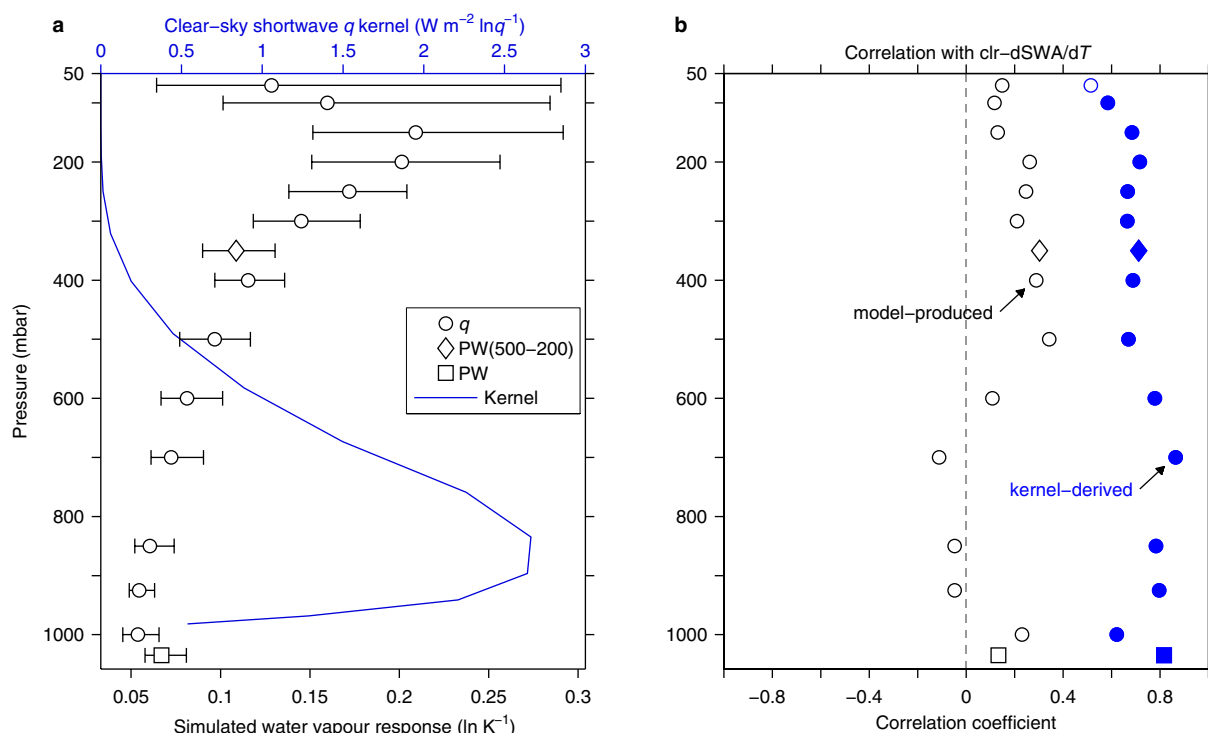 a
Clear−sky shortwave q kernel (W m−2 lnq−1)
0 0.5 1 1.5 2 2.5 3
50
200
400
600
800
1000
Pressure (mbar)
q
PW(500−200)
PW
Kernel
0.05 0.1 0.15 0.2 0.25 0.3
Simulated water vapour response (ln K−1)
b
Correlation with clr−dSWA/dT
50
200
400
600
800
1000
model−produced
kernel−derived
−0.8 −0.4 0 0.4 0.8
Correlation coefficient